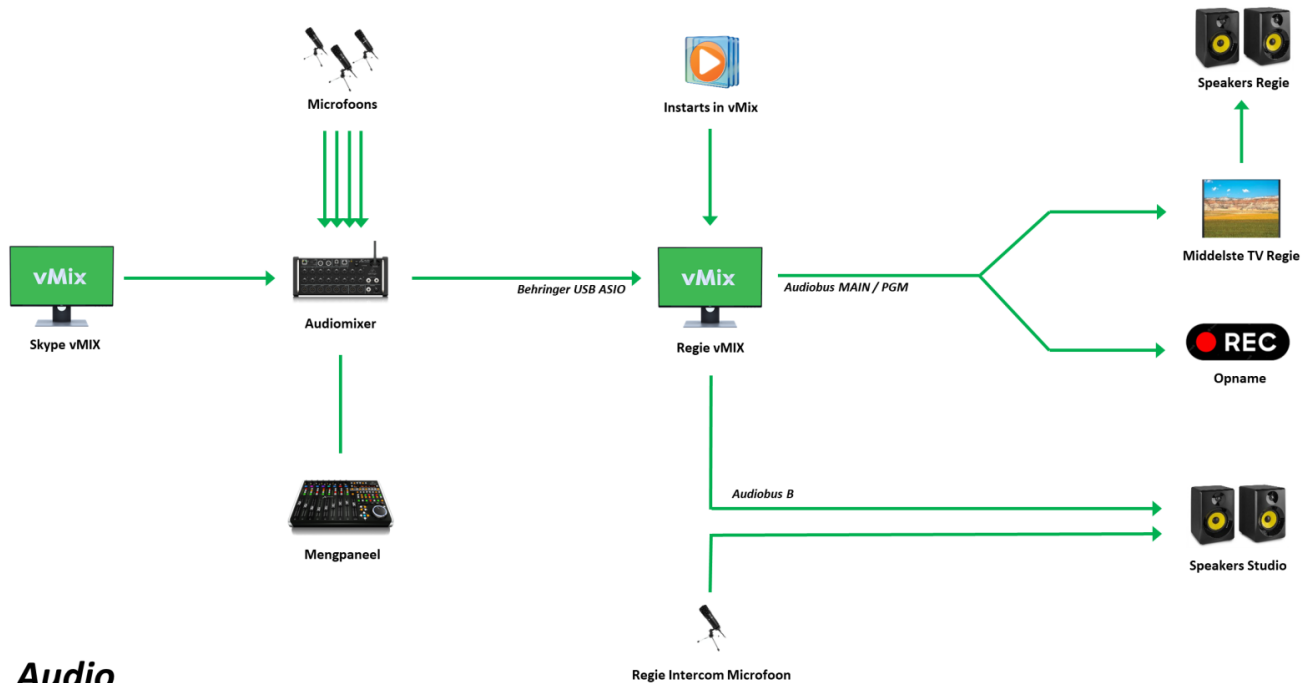 Microfoons
Instarts in vMix
Speakers Regie
vMix
Skype vMIX
Audiomixer
Behringer USB ASIO
vMix
Regie vMIX
Audiobus MAIN / PGM
Middelste TV Regie
REC
Opname
Mengpaneel
Audiobus B
Speakers Studio
Regie Intercom Microfoon
Audio